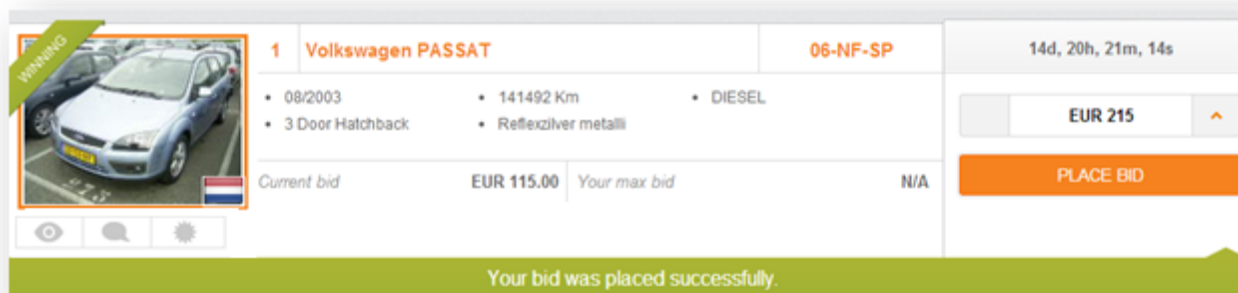 WINNING
1 Volkswagen PASSAT 06-NF-SP 14d, 20h, 21m, 14s
• 08/2003 • 141492 Km • DIESEL
• 3 Door Hatchback • Reflexzilver metalli
EUR 215
Current bid EUR 115.00 Your max bid N/A
PLACE BID
Your bid was placed successfully.